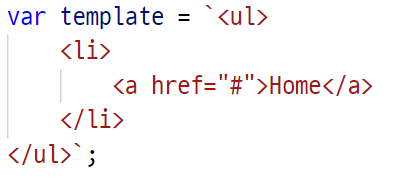 var template = `<ul>
    <li>
        <a href="#">Home</a>
    </li>
</ul>`;